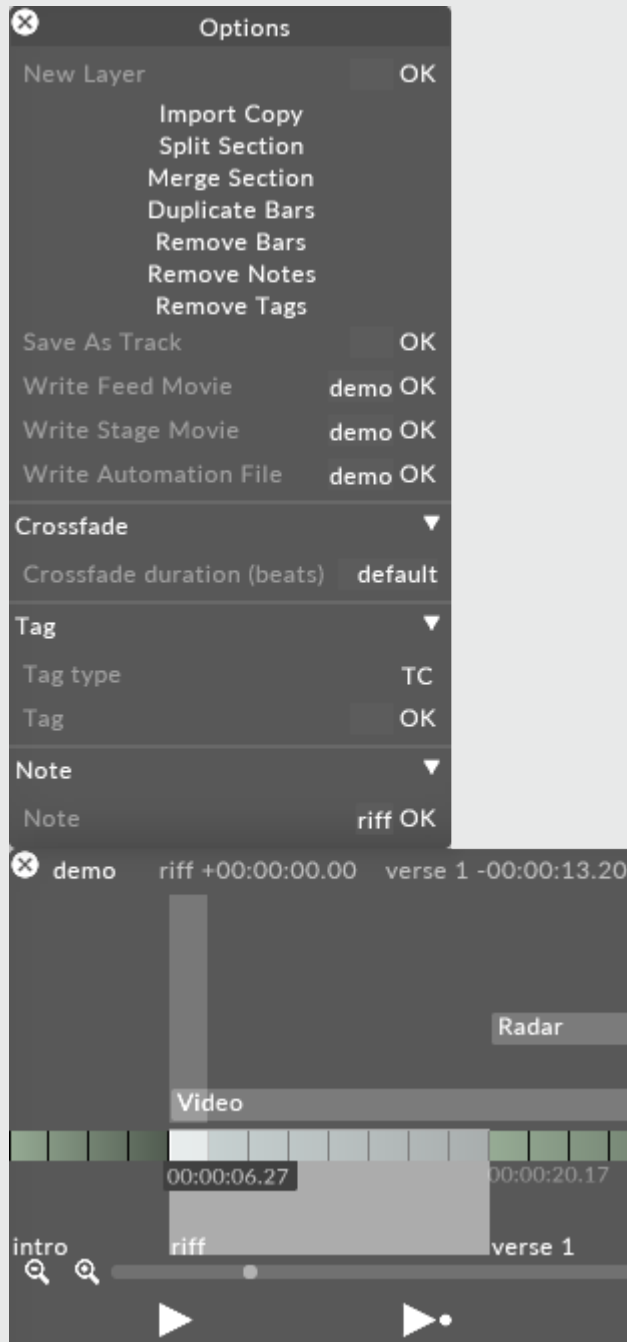 Options
New Layer OK
Import Copy
Split Section
Merge Section
Duplicate Bars
Remove Bars
Remove Notes
Remove Tags
Save As Track OK
Write Feed Movie demo OK
Write Stage Movie demo OK
Write Automation File demo OK
Crossfade
Crossfade duration (beats) default
Tag
Tag type TC
Tag OK
Note
Note riff OK
demo riff +00:00:00.00 verse 1 -00:00:13.20
Radar
Video
00:00:06.27 00:00:20.17
intro riff verse 1